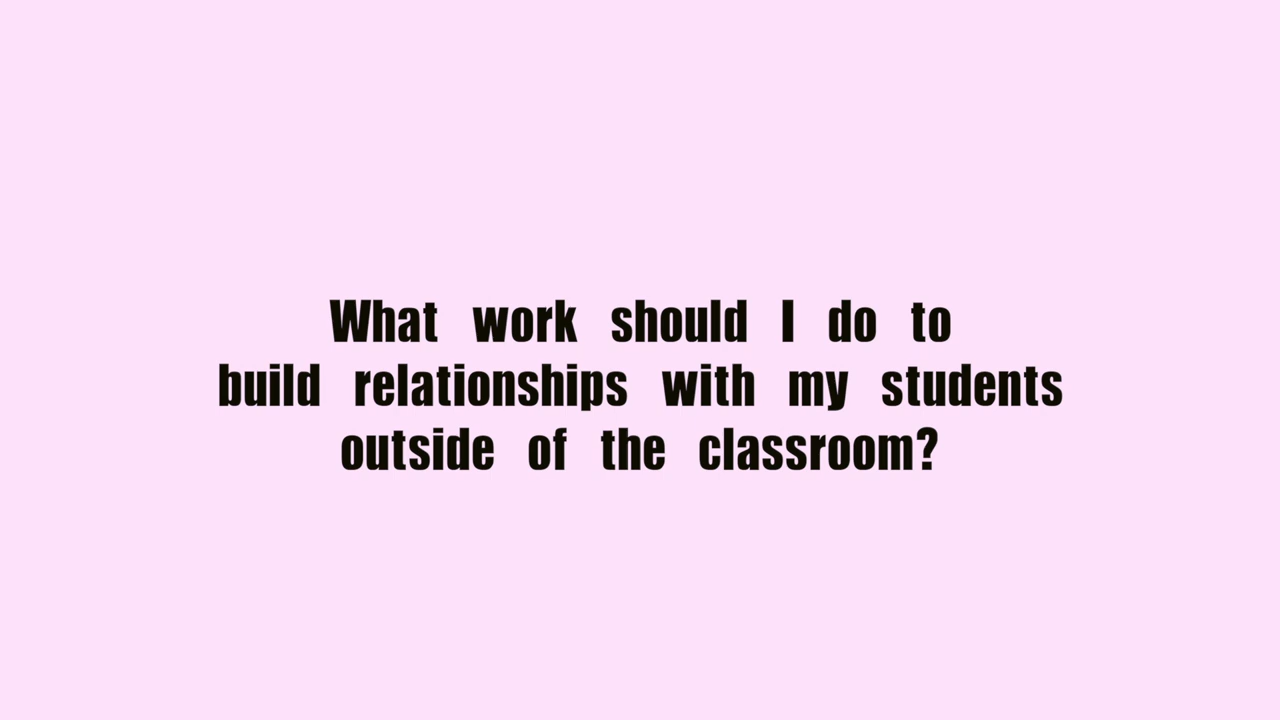 What work should I do to
build relationships with my students
outside of the classroom?